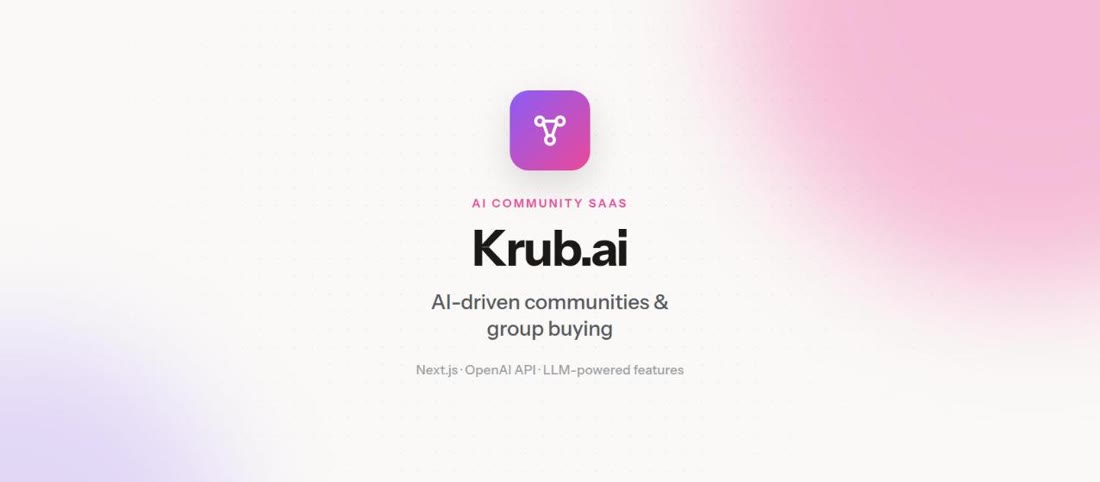 AI COMMUNITY SAAS
Krub.ai
AI-driven communities &
group buying
Next.js · OpenAI API · LLM-powered features